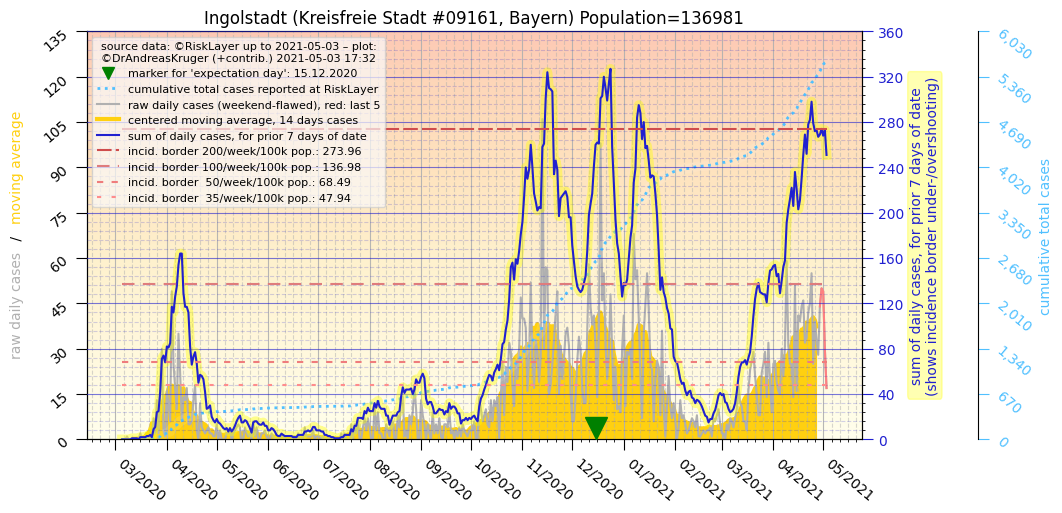 Ingolstadt (Kreisfreie Stadt #09161, Bayern) Population=136981
source data: ©RiskLayer up to 2021-05-03 – plot:
©DrAndreasKruger (+contrib.) 2021-05-03 17:32
marker for 'expectation day': 15.12.2020
cumulative total cases reported at RiskLayer
raw daily cases (weekend-flawed), red: last 5
centered moving average, 14 days cases
sum of daily cases, for prior 7 days of date
incid. border 200/week/100k pop.: 273.96
incid. border 100/week/100k pop.: 136.98
incid. border  50/week/100k pop.: 68.49
incid. border  35/week/100k pop.: 47.94
raw daily cases / moving average
135
120
105
90
75
60
45
30
15
0
03/2020
04/2020
05/2020
06/2020
07/2020
08/2020
09/2020
10/2020
11/2020
12/2020
01/2021
02/2021
03/2021
04/2021
05/2021
360
320
280
240
200
160
120
80
40
0
sum of daily cases, for prior 7 days of date
(shows incidence border under-/overshooting)
6,030
5,360
4,690
4,020
3,350
2,680
2,010
1,340
670
0
cumulative total cases